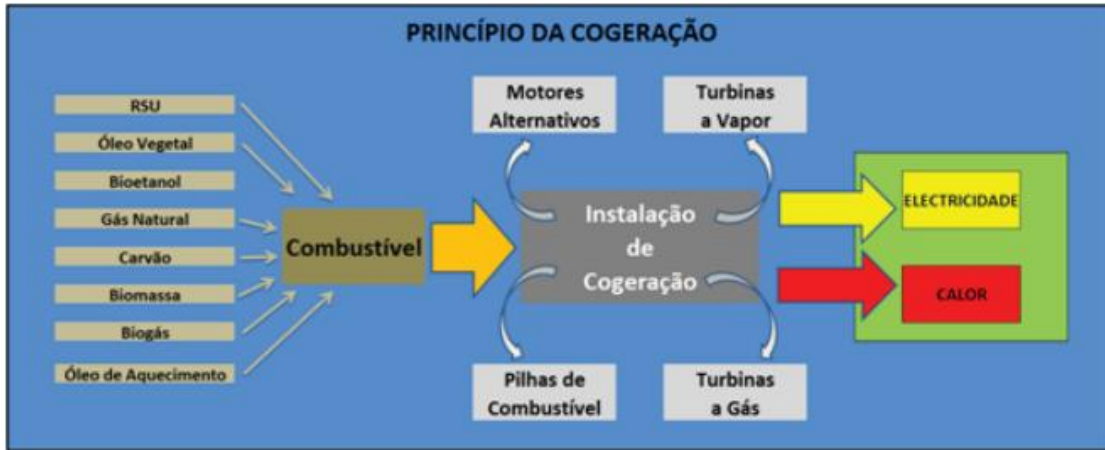 PRINCÍPIO DA COGERAÇÃO
RSU
Óleo Vegetal
Bioetanol
Gás Natural
Carvão
Biomassa
Biogás
Óleo de Aquecimento
Combustível
Motores
Alternativos
Turbinas
a Vapor
Instalação
de
Cogeração
Pilhas de
Combustível
Turbinas
a Gás
ELECTRICIDADE
CALOR